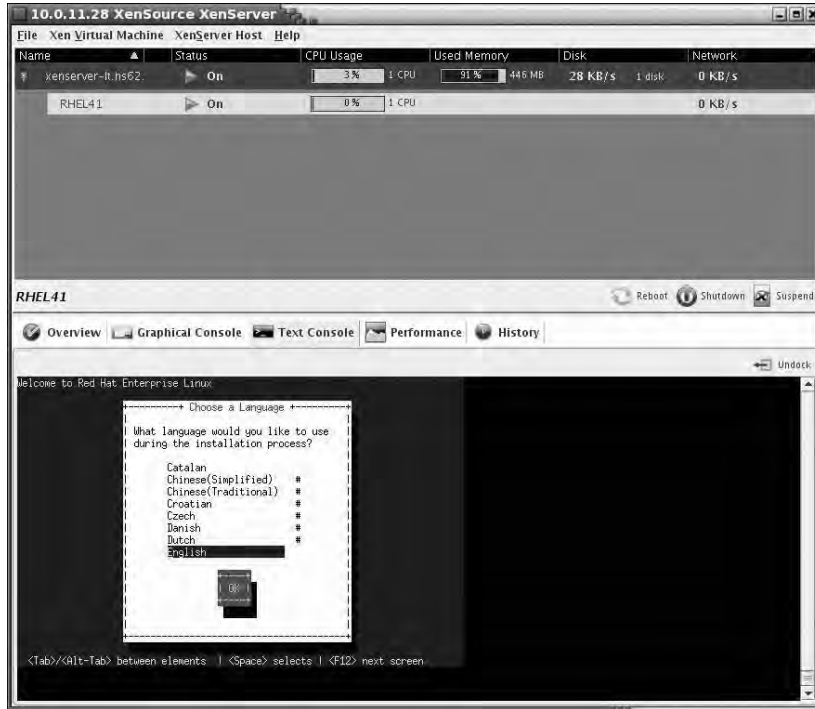 10.0.11.28 XenSource XenServer
File Xen Virtual Machine XenServer Host Help
Name Status CPU Usage Used Memory Disk Network
xenserver-lt.hs62. On 3% 1 CPU 91% 446 MB 28 KB/s 1 disk 0 KB/s
RHEL41 On 0% 1 CPU 0 KB/s
RHEL41 Reboot Shutdown Suspend
Overview Graphical Console Text Console Performance History
Undock
Welcome to Red Hat Enterprise Linux
Choose a Language
What language would you like to use
during the installation process?
Catalan
Chinese(Simplified) #
Chinese(Traditional) #
Croatian #
Czech #
Danish #
Dutch #
English
OK
<Tab>/<Alt-Tab> between elements | <Space> selects | <F12> next screen